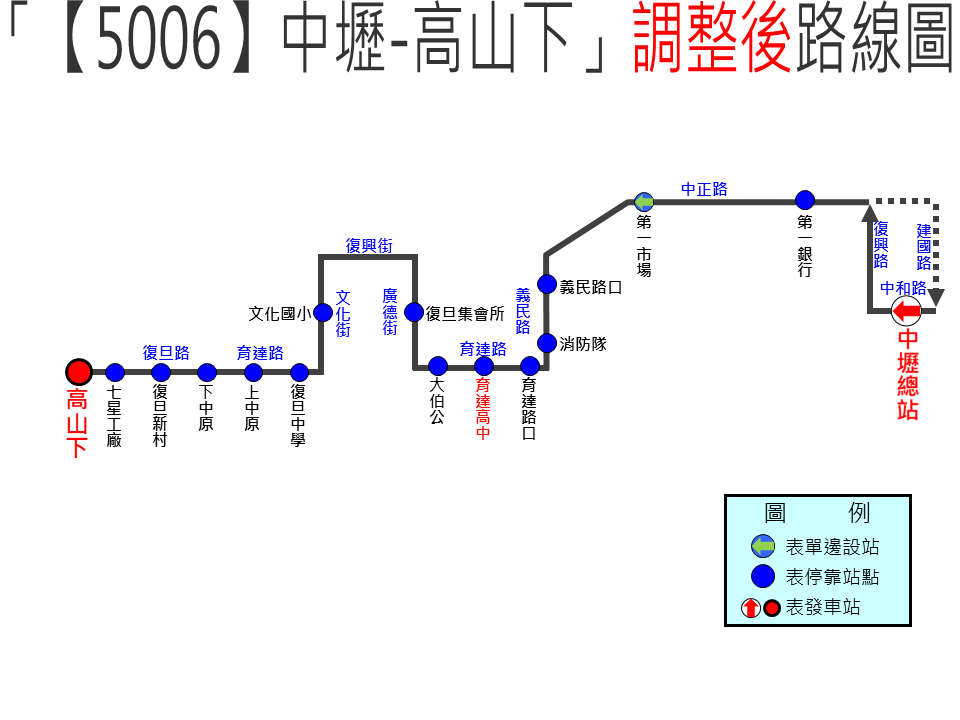 「【5006】中壢-高山下」調整後路線圖
中正路
第一市場
第一銀行
復興路
建國路
中和路
中壢總站
復興街
文化國小
文化街
廣德街
復旦集會所
義民路
義民路口
消防隊
復旦路
育達路
育達路
高山下
七星工廠
復旦新村
下中原
上中原
復旦中學
大伯公
育達高中
育達路口
圖 例
表單邊設站
表停靠站點
表發車站